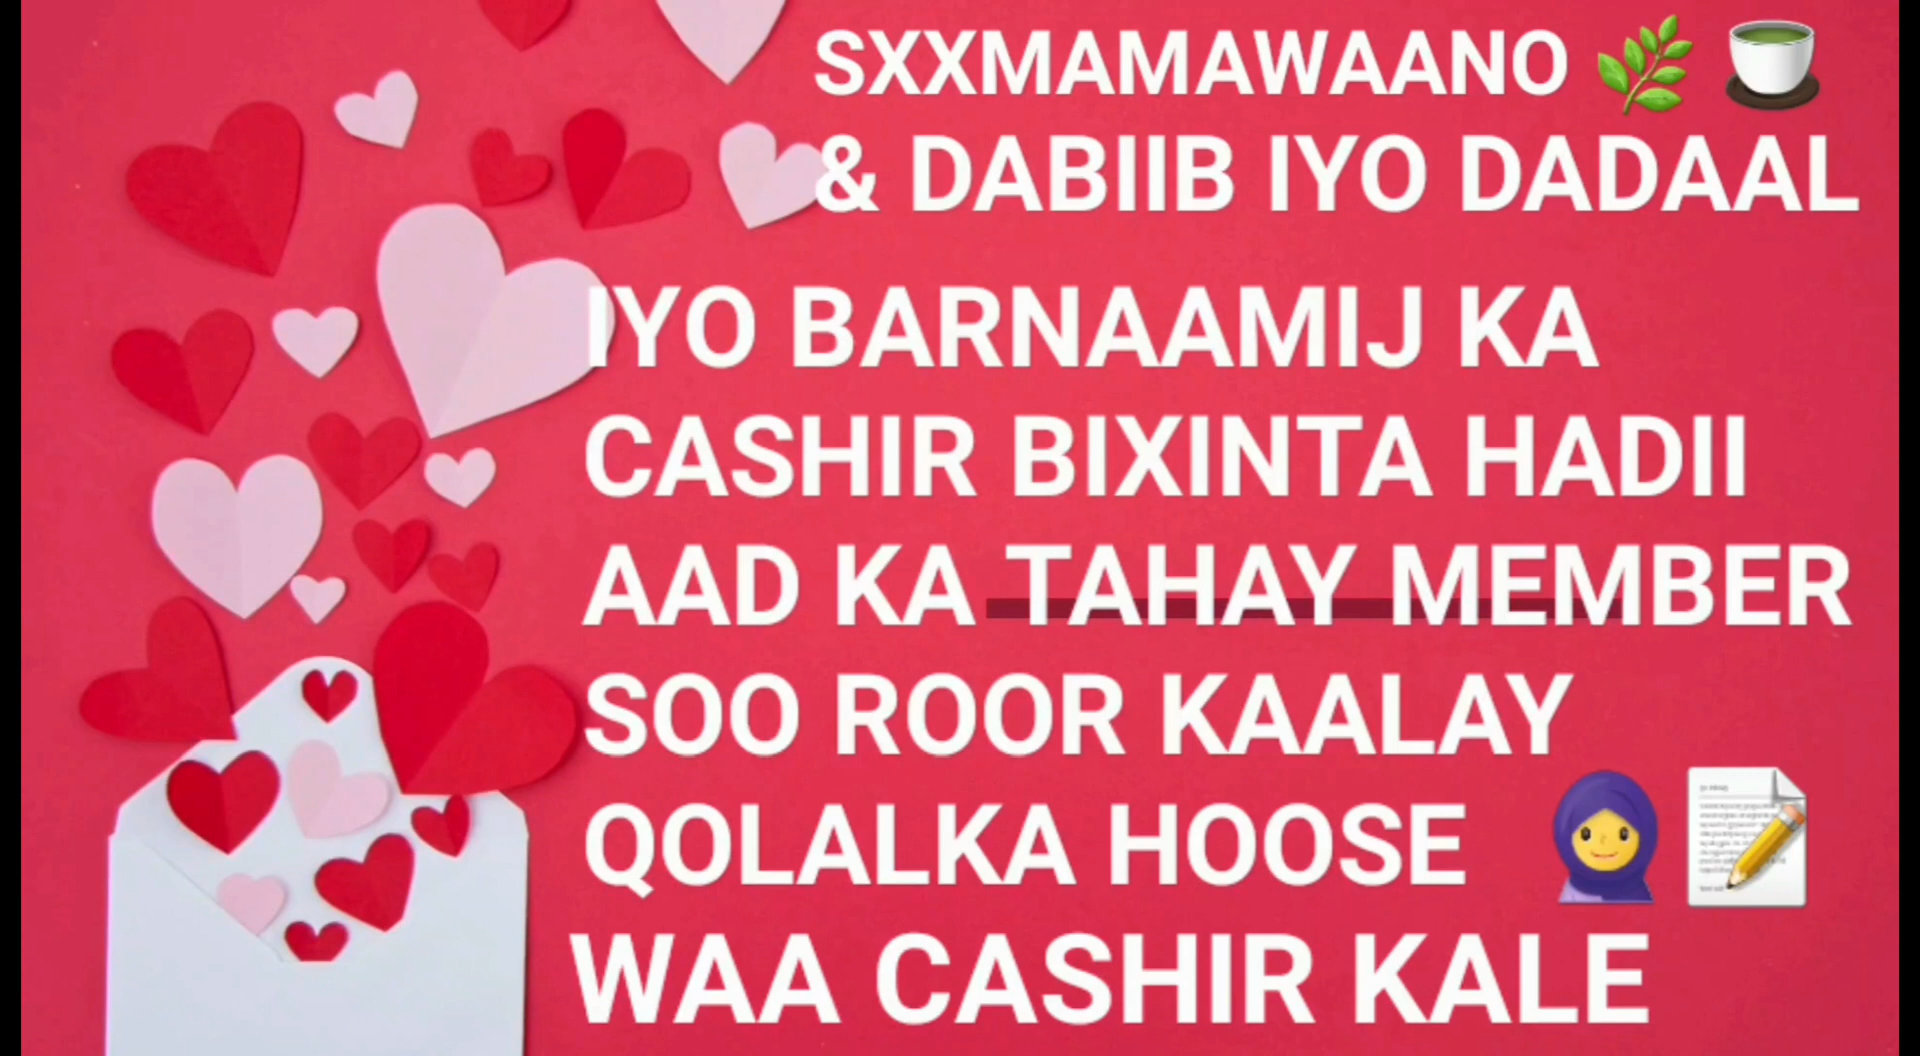 SXXMAMAWAANO 🌿 🍵
& DABIIB IYO DADAAL
IYO BARNAAMIJ KA
CASHIR BIXINTA HADII
AAD KA TAHAY MEMBER
SOO ROOR KAALAY
QOLALKA HOOSE 🧕 📝
WAA CASHIR KALE